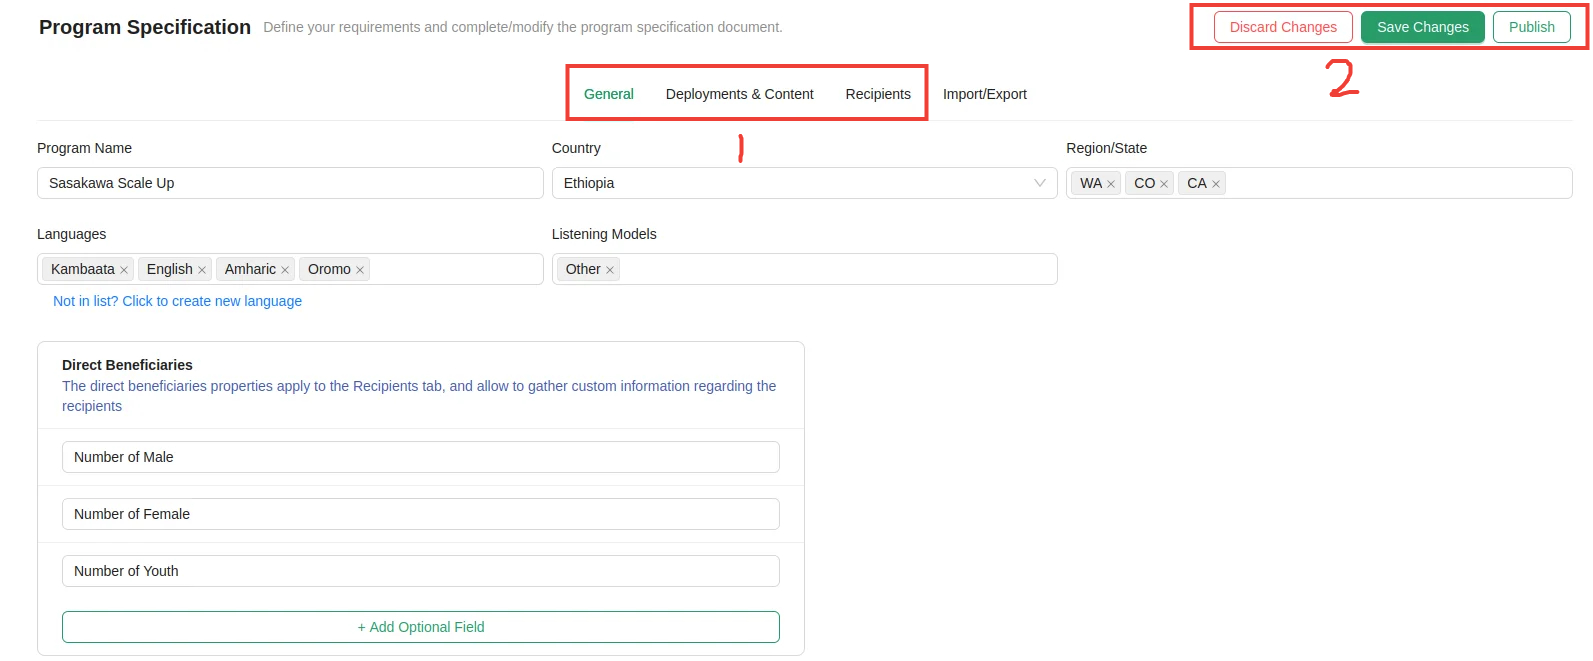 Program Specification Define your requirements and complete/modify the program specification document. Discard Changes Save Changes Publish
2
General Deployments & Content Recipients Import/Export
1
Program Name Country Region/State
Sasakawa Scale Up Ethiopia WA × CO × CA ×
Languages Listening Models
Kambaata × English × Amharic × Oromo × Other ×
Not in list? Click to create new language
Direct Beneficiaries
The direct beneficiaries properties apply to the Recipients tab, and allow to gather custom information regarding the
recipients
Number of Male
Number of Female
Number of Youth
+ Add Optional Field